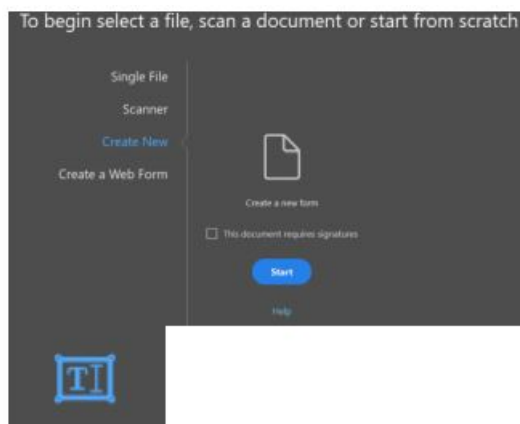 To begin select a file, scan a document or start from scratch
Single File
Scanner
Create New
Create a Web Form
Create a new form
This document requires signatures
Start
Help
TI